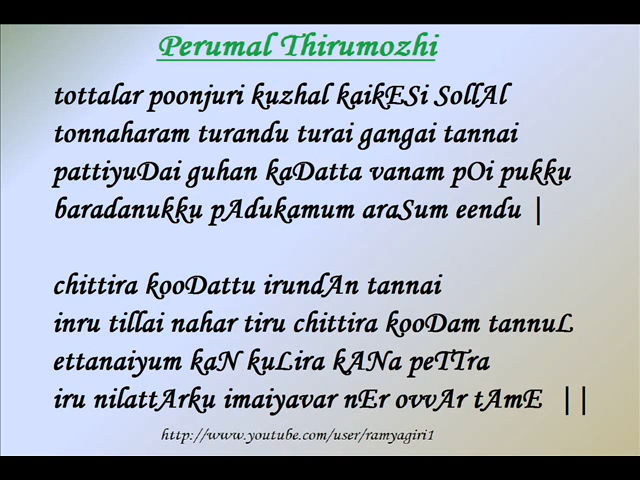 Perumal Thirumozhi
tottalar poonjuri kuzhal kaikESi SollAl
tonnaharam turandu turai gangai tannai
pattiyuDai guhan kaDatta vanam pOi pukku
baradanukku pAdukamum araSum eendu |
chittira kooDattu irundAn tannai
inru tillai nahar tiru chittira kooDam tannuL
ettanaiyum kaN kuLira kANa peTTra
iru nilattArku imaiyavar nEr ovvAr tAmE ||
http://www.youtube.com/user/ramyagiri1